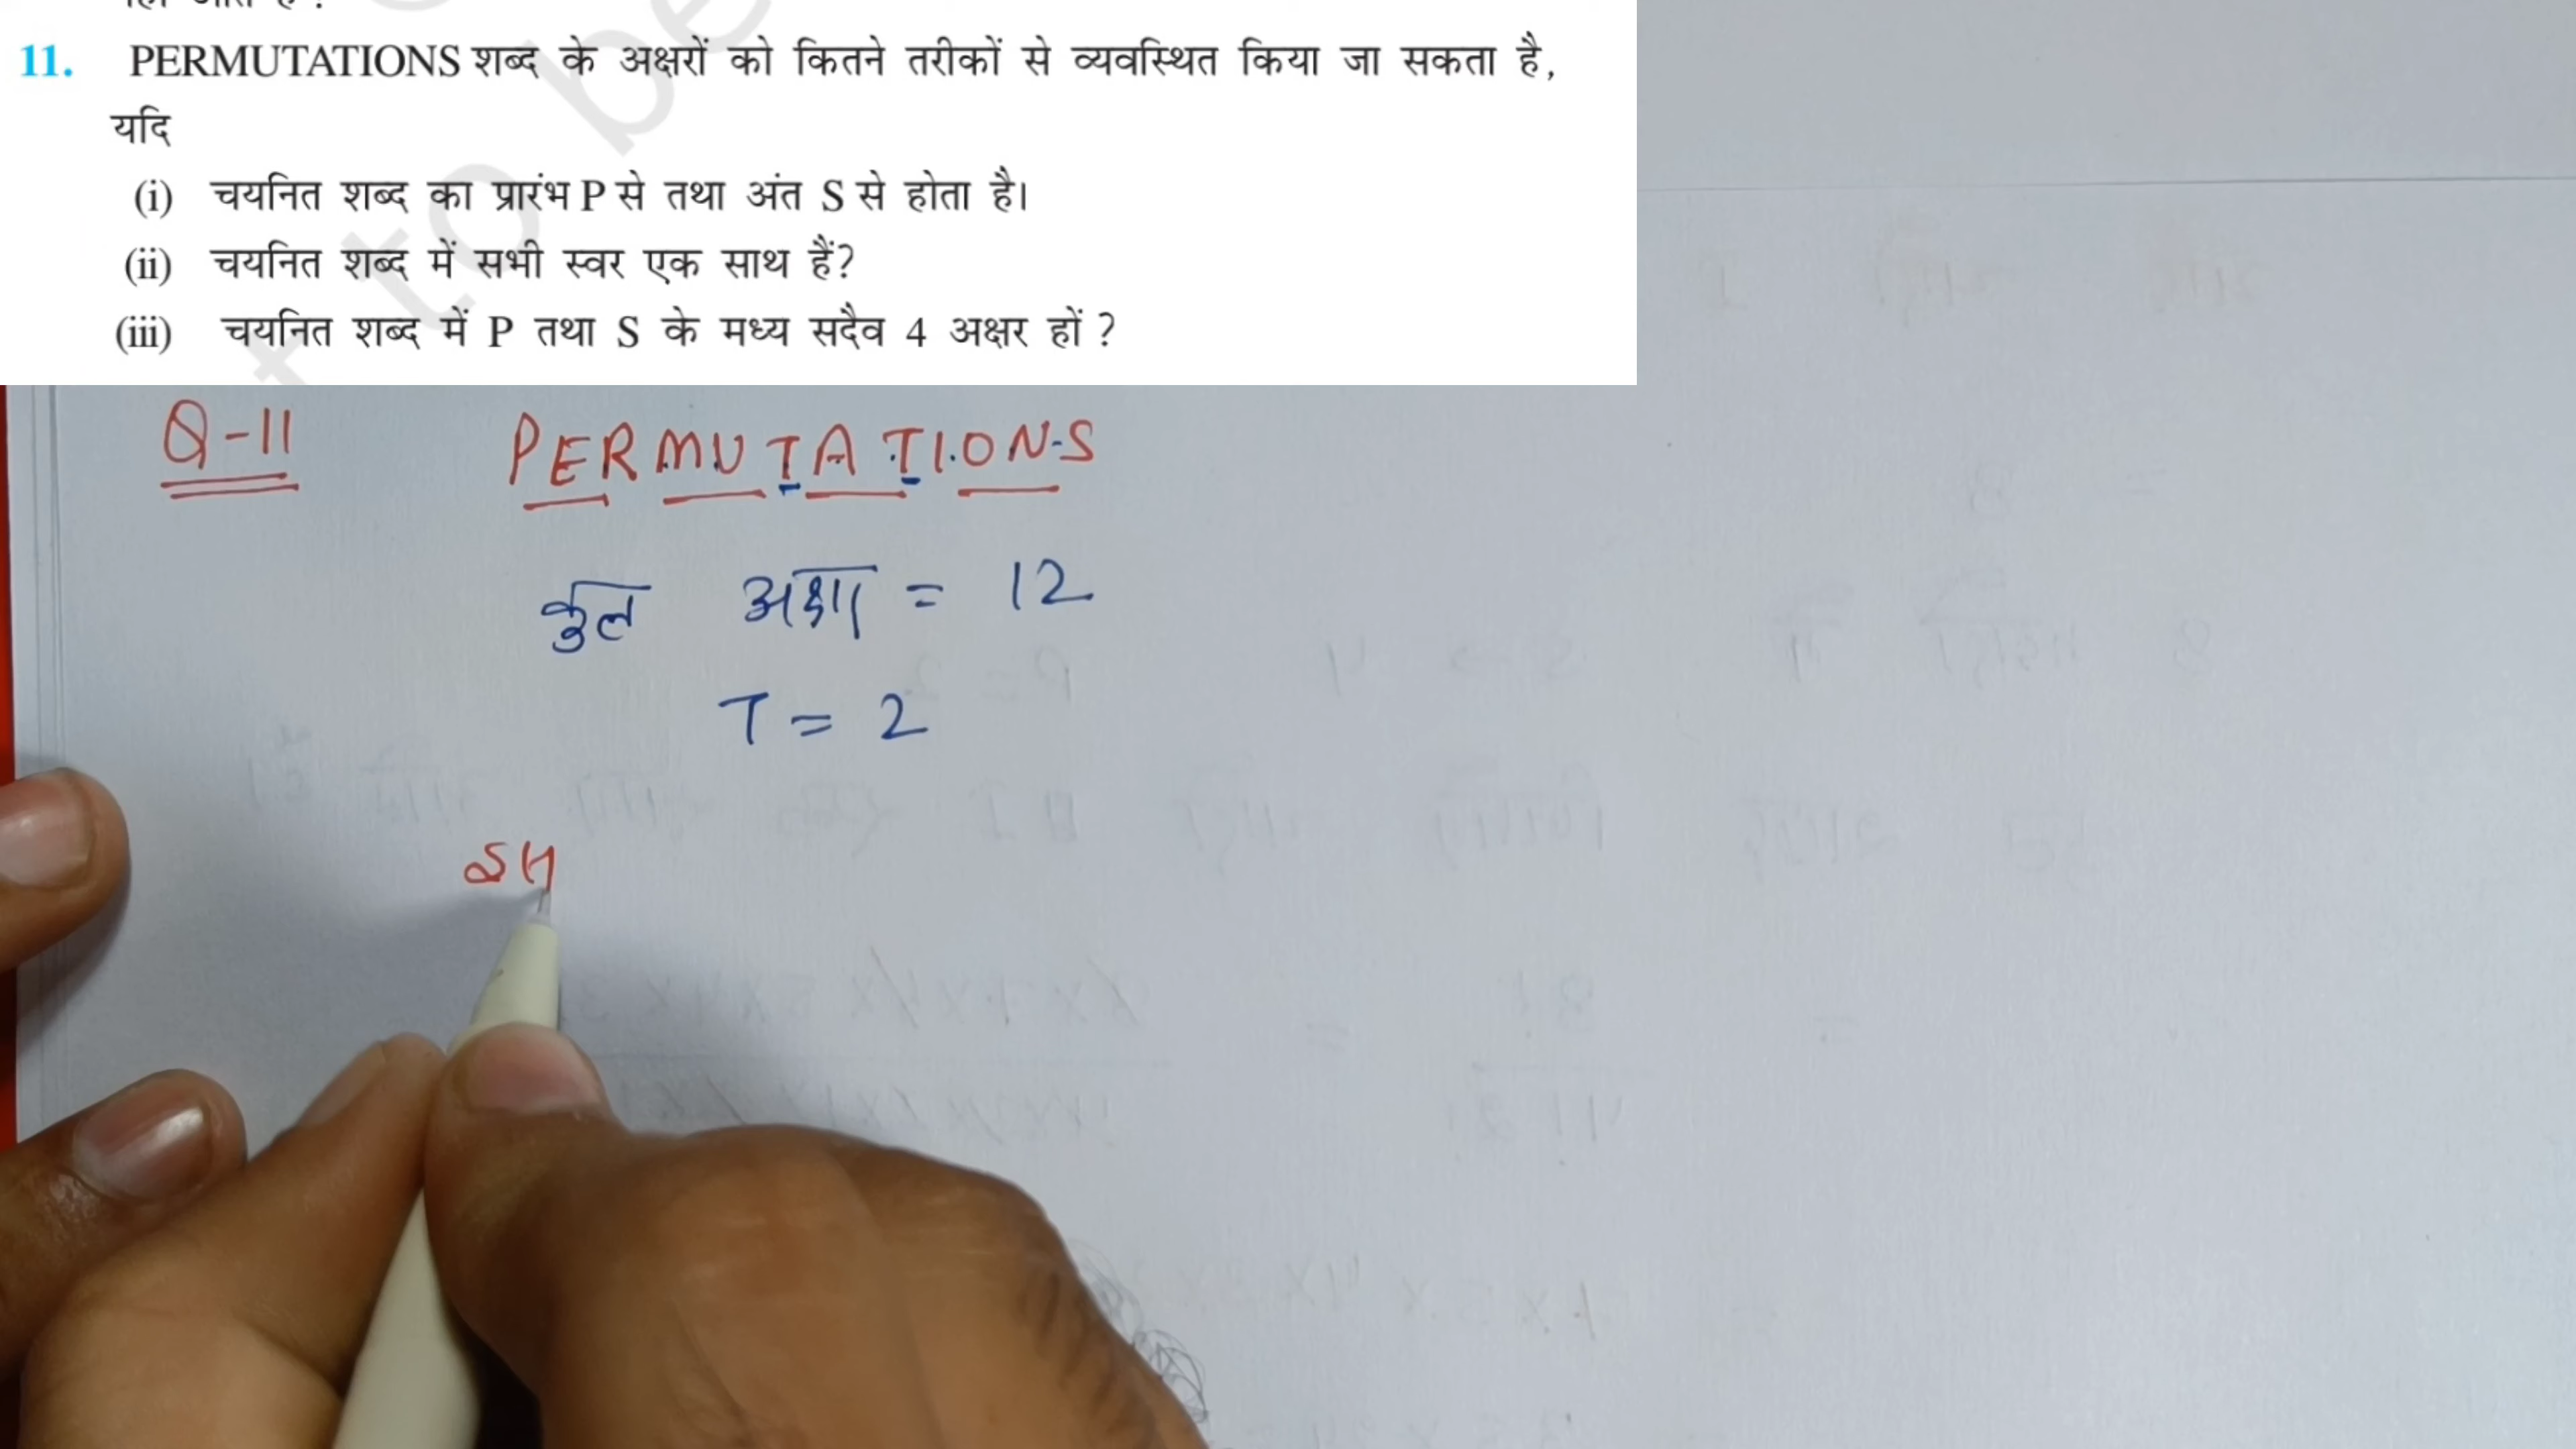 11. PERMUTATIONS शब्द के अक्षरों को कितने तरीकों से व्यवस्थित किया जा सकता है,
यदि
(i) चयनित शब्द का प्रारंभ P से तथा अंत S से होता है।
(ii) चयनित शब्द में सभी स्वर एक साथ हैं?
(iii) चयनित शब्द में P तथा S के मध्य सदैव 4 अक्षर हों ?
Q-11 PERMUTATIONS
कुल अक्षर = 12
T = 2